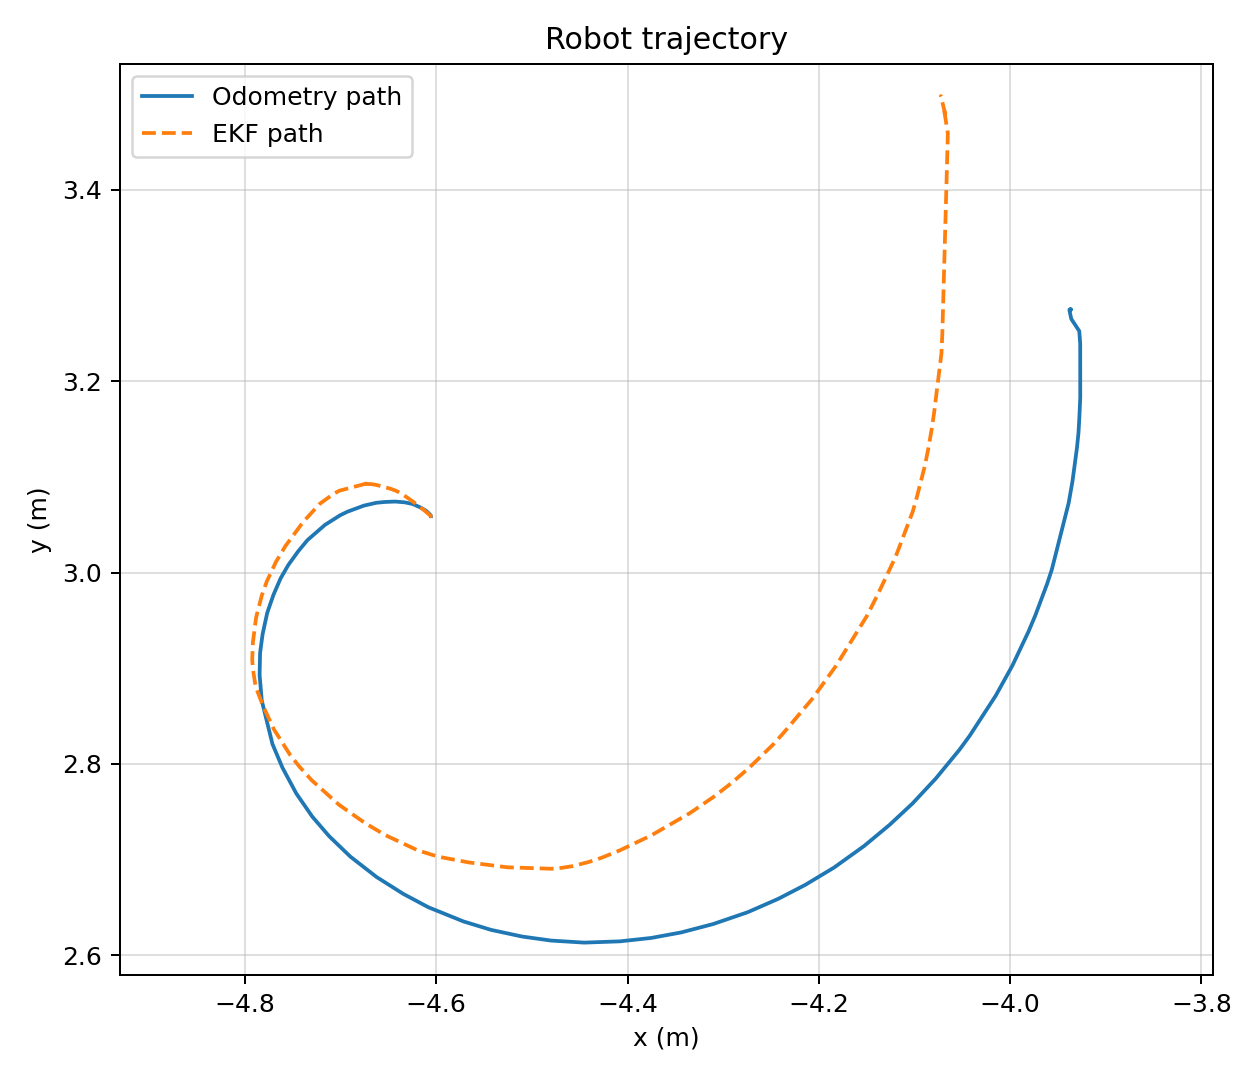 Robot trajectory
Odometry path
EKF path
3.4
3.2
3.0
2.8
2.6
y (m)
−4.8
−4.6
−4.4
−4.2
−4.0
−3.8
x (m)